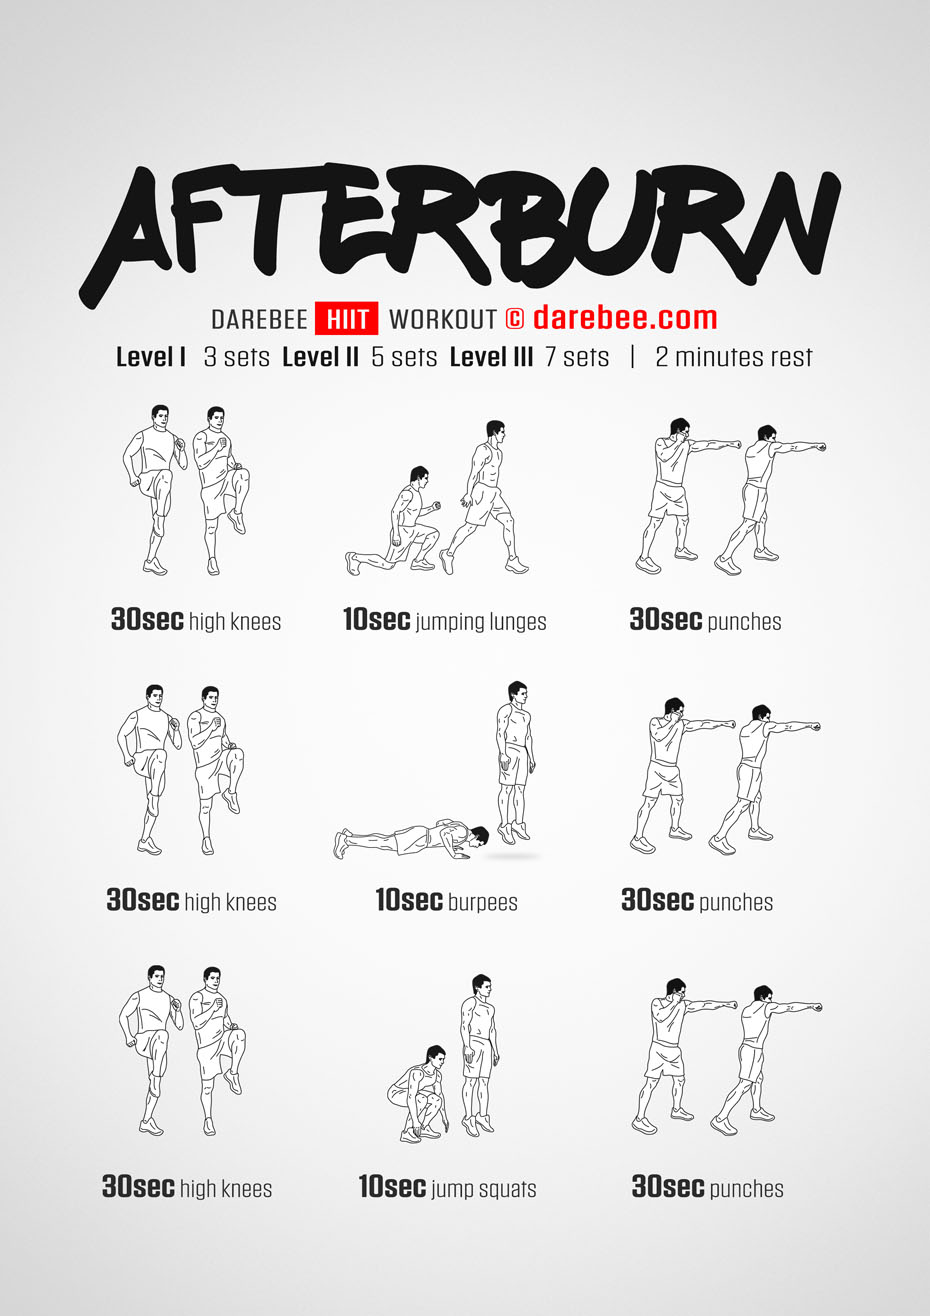 AFTERBURN
DAREBEE HIIT WORKOUT © darebee.com
Level I 3 sets Level II 5 sets Level III 7 sets | 2 minutes rest
30sec high knees 10sec jumping lunges 30sec punches
30sec high knees 10sec burpees 30sec punches
30sec high knees 10sec jump squats 30sec punches